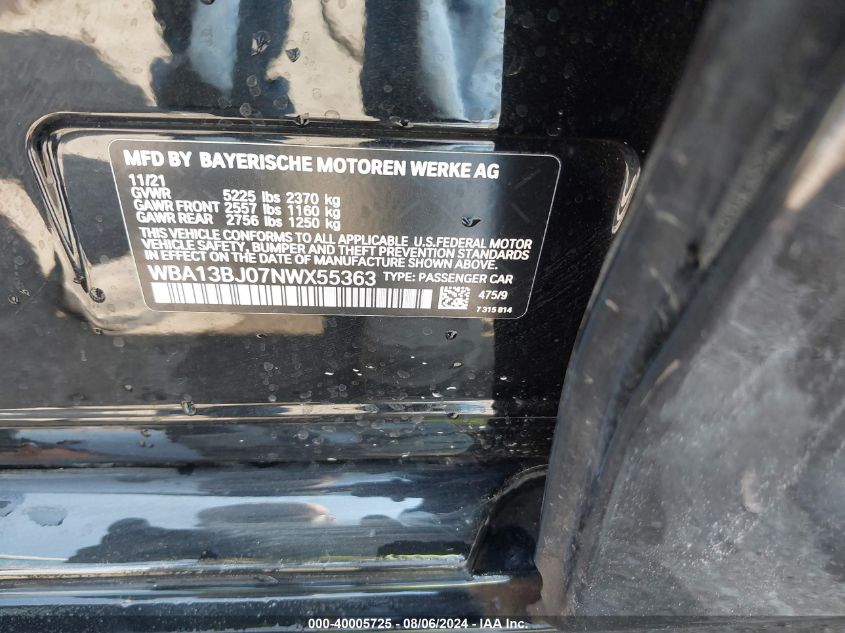 MFD BY BAYERISCHE MOTOREN WERKE AG
11/21
GVWR 5225 lbs 2370 kg
GAWR FRONT 2557 lbs 1160 kg
GAWR REAR 2756 lbs 1250 kg
THIS VEHICLE CONFORMS TO ALL APPLICABLE U.S.FEDERAL MOTOR
VEHICLE SAFETY, BUMPER AND THEFT PREVENTION STANDARDS
IN EFFECT ON THE DATE OF MANUFACTURE SHOWN ABOVE.
WBA13BJ07NWX55363 TYPE: PASSENGER CAR
475/9
7 315 814
000-40005725 - 08/06/2024 - IAA Inc.